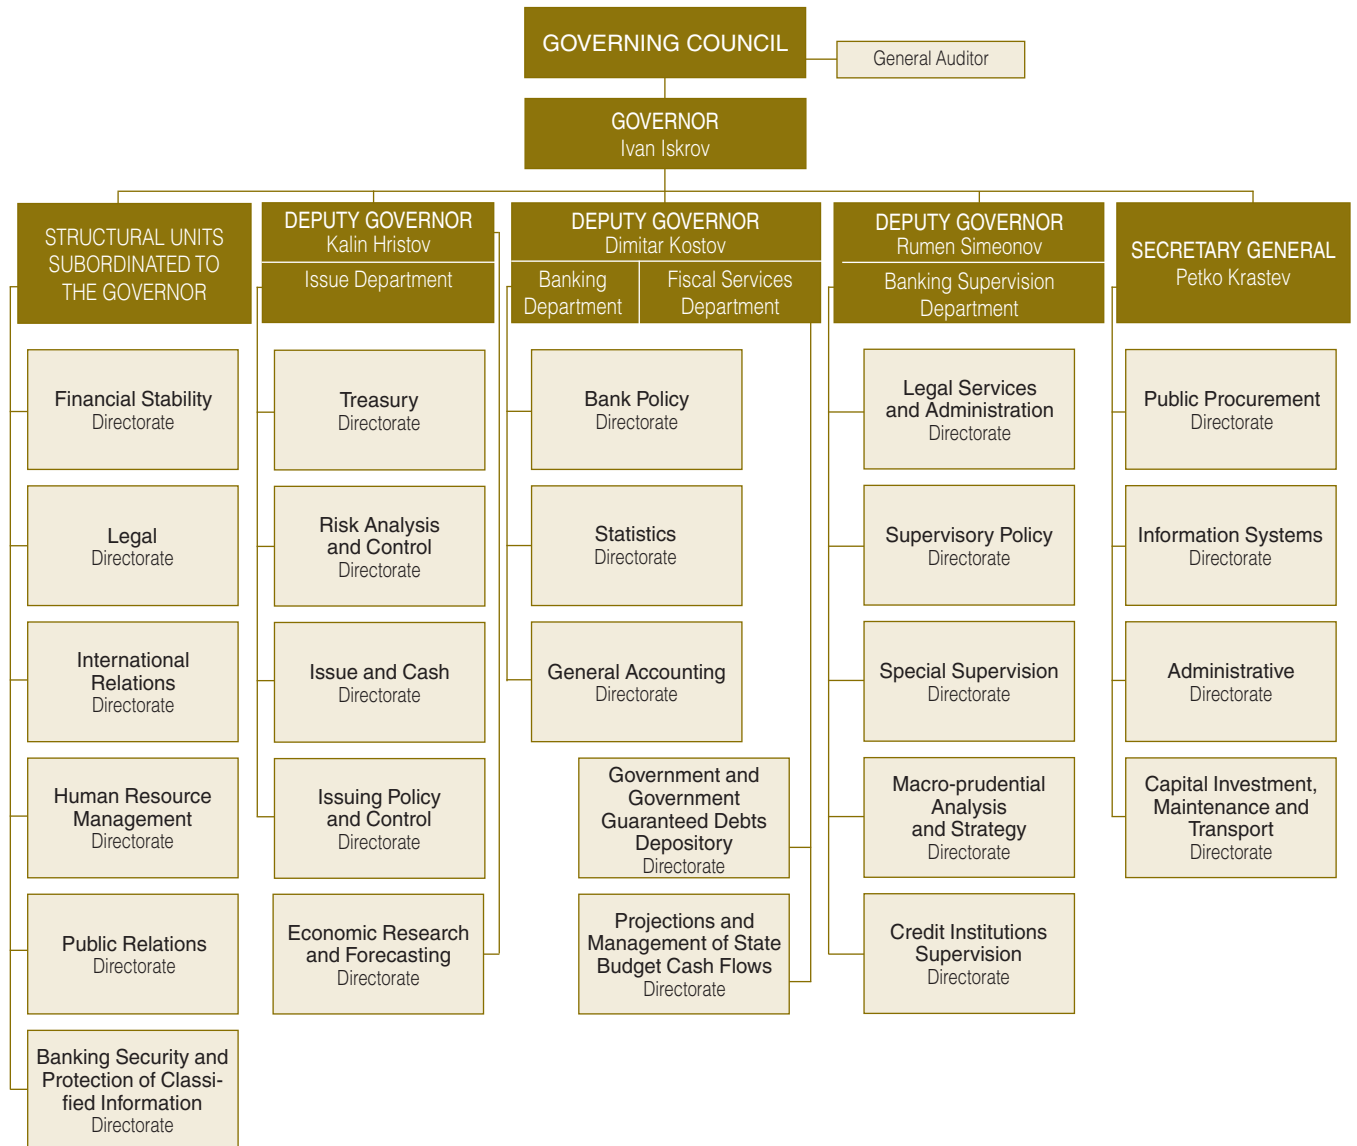 GOVERNING COUNCIL
General Auditor
GOVERNOR
Ivan Iskrov
STRUCTURAL UNITS
SUBORDINATED TO
THE GOVERNOR
DEPUTY GOVERNOR
Kalin Hristov
Issue Department
DEPUTY GOVERNOR
Dimitar Kostov
Banking
Department
Fiscal Services
Department
DEPUTY GOVERNOR
Rumen Simeonov
Banking Supervision
Department
SECRETARY GENERAL
Petko Krastev
Financial Stability
Directorate
Legal
Directorate
International
Relations
Directorate
Human Resource
Management
Directorate
Public Relations
Directorate
Banking Security and
Protection of Classi-
fied Information
Directorate
Treasury
Directorate
Risk Analysis
and Control
Directorate
Issue and Cash
Directorate
Issuing Policy
and Control
Directorate
Economic Research
and Forecasting
Directorate
Bank Policy
Directorate
Statistics
Directorate
General Accounting
Directorate
Government and
Government
Guaranteed Debts
Depository
Directorate
Projections and
Management of State
Budget Cash Flows
Directorate
Legal Services
and Administration
Directorate
Supervisory Policy
Directorate
Special Supervision
Directorate
Macro-prudential
Analysis
and Strategy
Directorate
Credit Institutions
Supervision
Directorate
Public Procurement
Directorate
Information Systems
Directorate
Administrative
Directorate
Capital Investment,
Maintenance and
Transport
Directorate